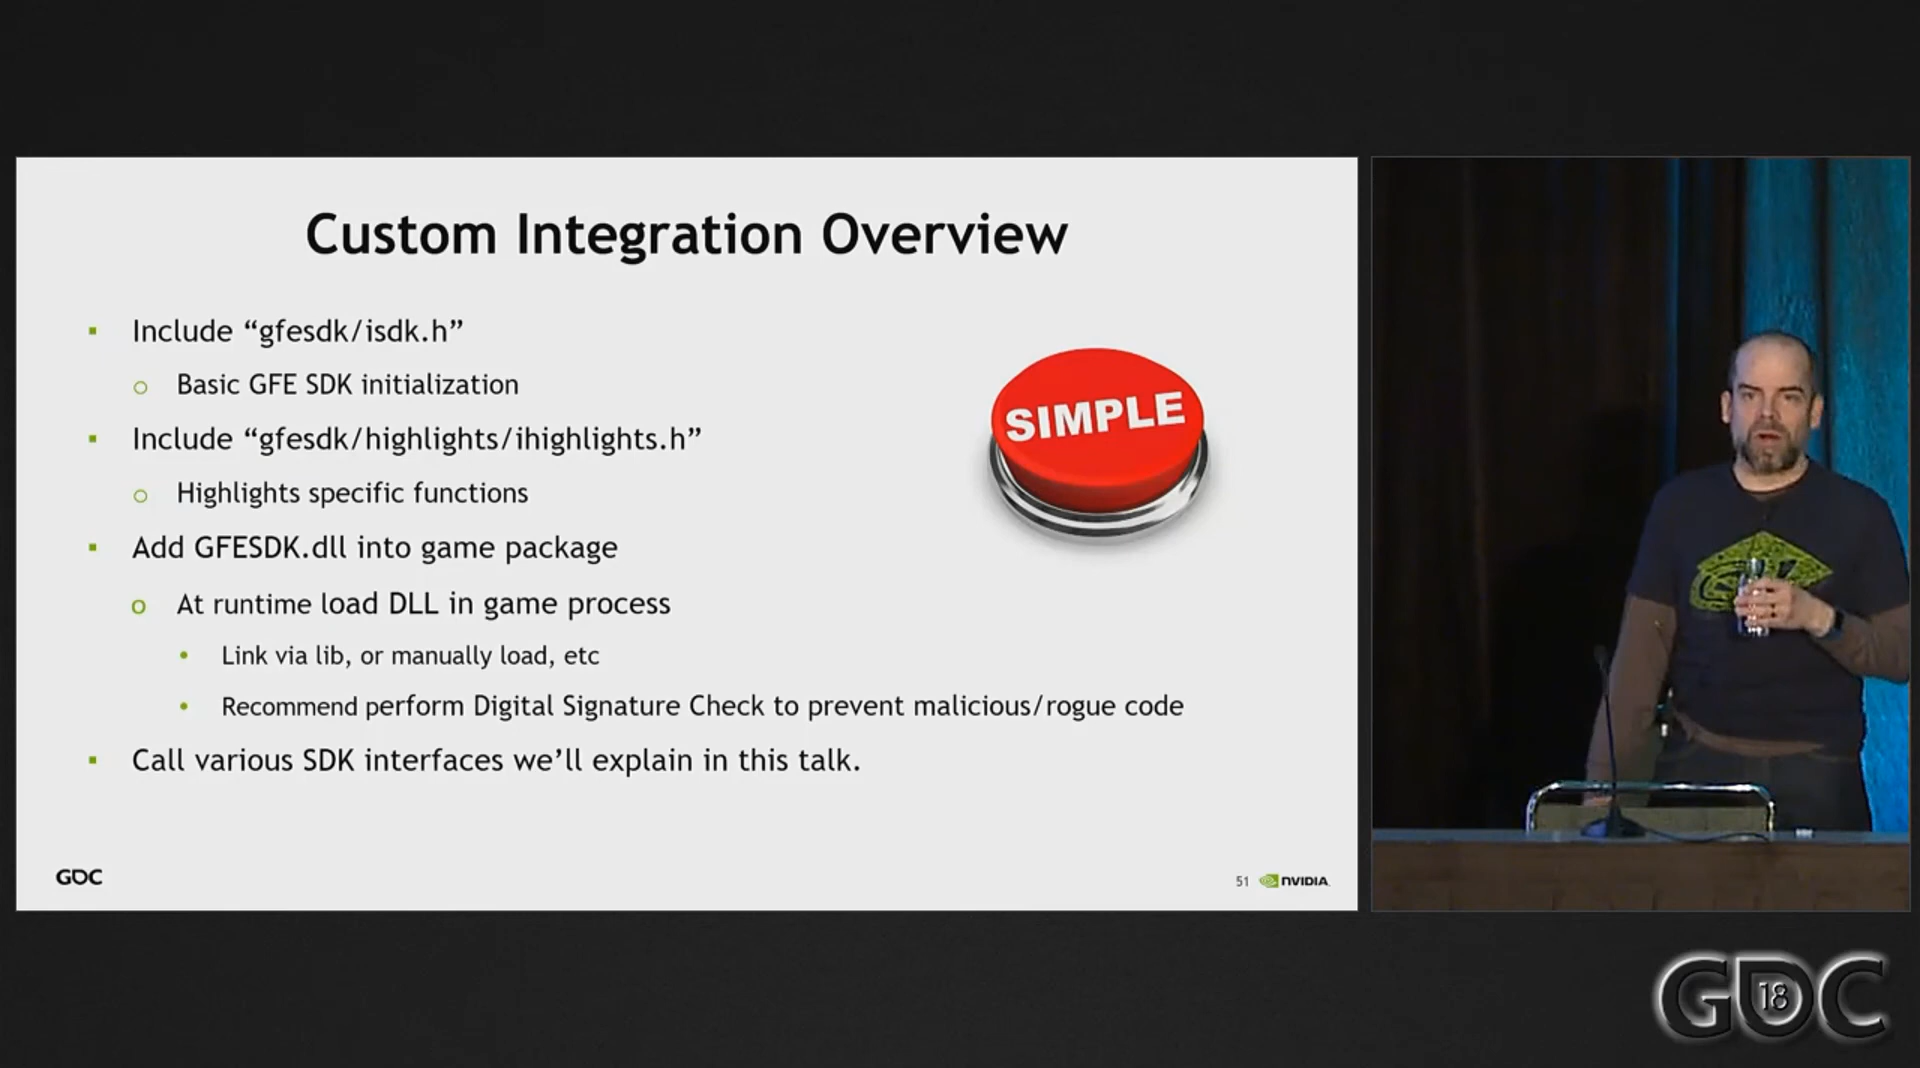 Custom Integration Overview
Include “gfesdk/isdk.h”
Basic GFE SDK initialization
Include “gfesdk/highlights/ihighlights.h”
Highlights specific functions
Add GFESDK.dll into game package
At runtime load DLL in game process
Link via lib, or manually load, etc
Recommend perform Digital Signature Check to prevent malicious/rogue code
Call various SDK interfaces we’ll explain in this talk.
SIMPLE
GDC
51 NVIDIA.
GDC 18